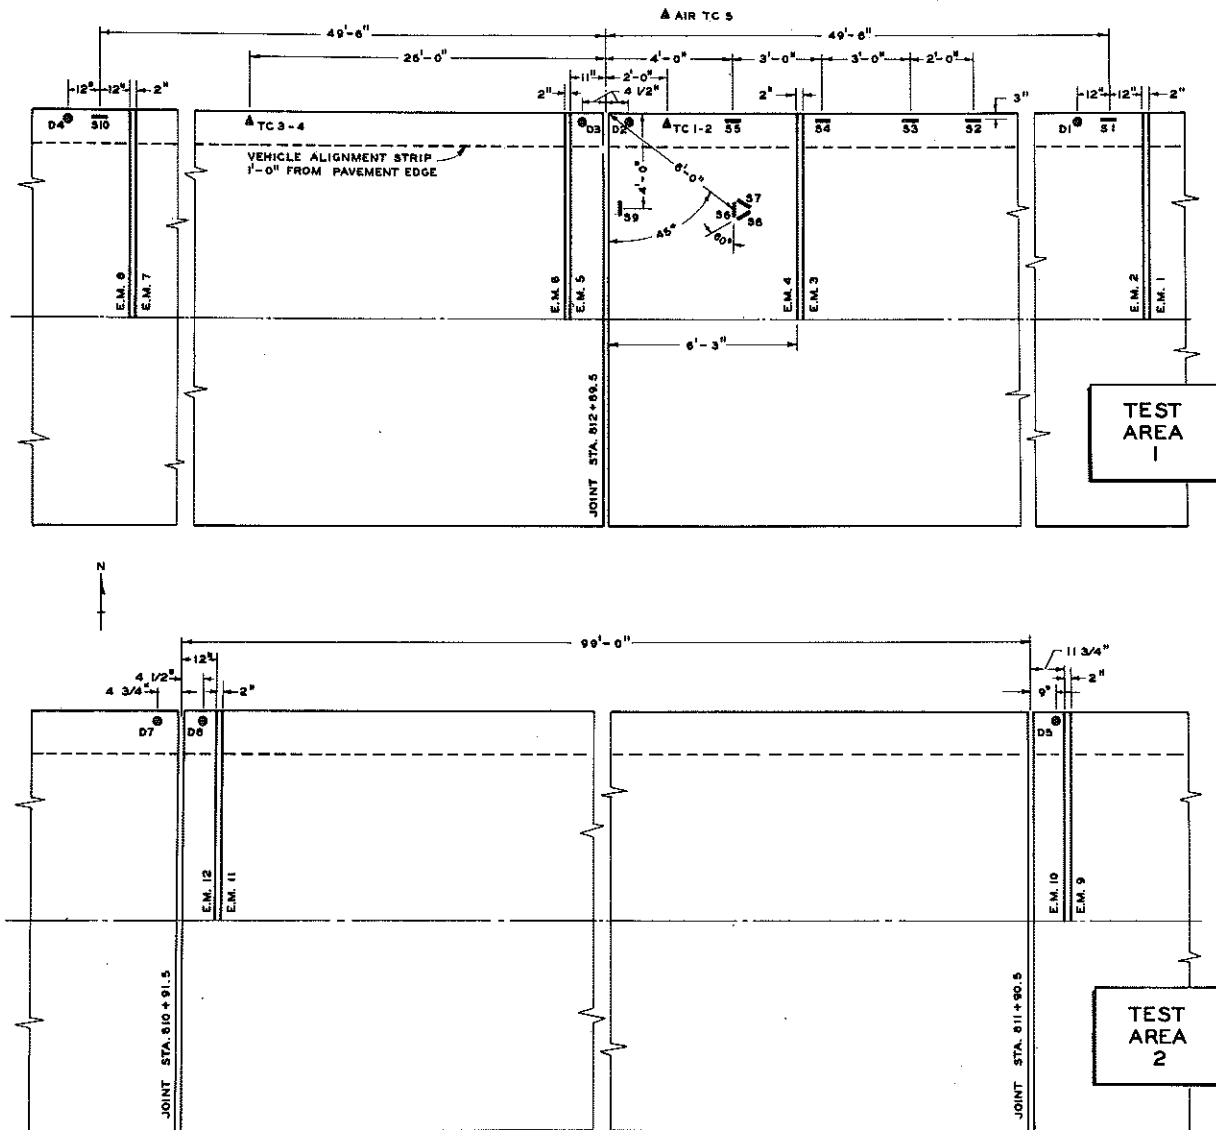 AIR TC 5
49'-6"
49'-6"
26'-0"
4'-0"
3'-0"
3'-0"
2'-0"
11"
2'-0"
12"
12"
2"
2"
4 1/2"
2"
3"
12"
12"
2"
D4
S10
TC 3-4
D3
D2
TC 1-2
S5
S4
S3
S2
D1
S1
VEHICLE ALIGNMENT STRIP
1'-0" FROM PAVEMENT EDGE
4'-0"
6'-0"
S7
S6
S8
S9
45°
60°
E.M. 8
E.M. 7
E.M. 6
E.M. 5
E.M. 4
E.M. 3
E.M. 2
E.M. 1
6'-3"
JOINT STA. 812+89.5
TEST
AREA
1
N
99'-0"
12"
11 3/4"
4 1/2"
4 3/4"
2"
9"
2"
D7
D6
D5
E.M. 12
E.M. 11
E.M. 10
E.M. 9
JOINT STA. 810+91.5
JOINT STA. 811+90.5
TEST
AREA
2